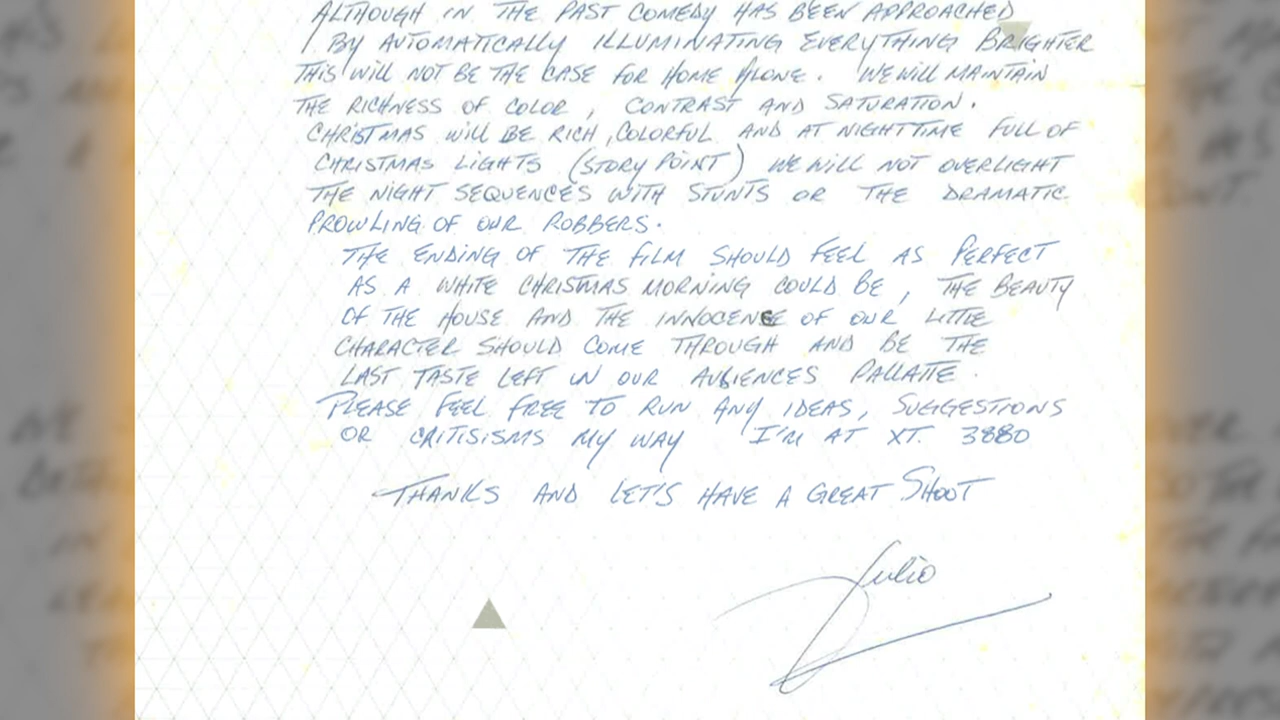 ALTHOUGH IN THE PAST COMEDY HAS BEEN APPROACHED
BY AUTOMATICALLY ILLUMINATING EVERYTHING BRIGHTER
THIS WILL NOT BE THE CASE FOR HOME ALONE. WE WILL MAINTAIN
THE RICHNESS OF COLOR, CONTRAST AND SATURATION.
CHRISTMAS WILL BE RICH, COLORFUL AND AT NIGHTTIME FULL OF
CHRISTMAS LIGHTS (STORY POINT) WE WILL NOT OVERLIGHT
THE NIGHT SEQUENCES WITH STUNTS OR THE DRAMATIC
PROWLING OF OUR ROBBERS.
THE ENDING OF THE FILM SHOULD FEEL AS PERFECT
AS A WHITE CHRISTMAS MORNING COULD BE, THE BEAUTY
OF THE HOUSE AND THE INNOCENCE OF OUR LITTLE
CHARACTER SHOULD COME THROUGH AND BE THE
LAST TASTE LEFT IN OUR AUDIENCES PALLATTE.
PLEASE FEEL FREE TO RUN ANY IDEAS, SUGGESTIONS
OR CRITISISMS MY WAY I'M AT XT. 3880
THANKS AND LET'S HAVE A GREAT SHOOT
Julio